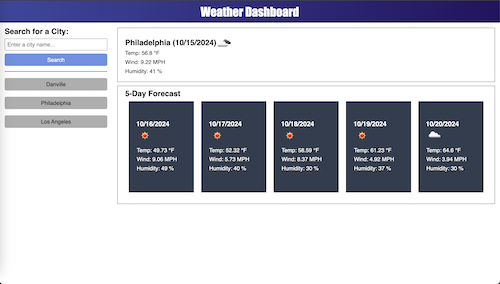 Weather Dashboard
Search for a City:
Enter a city name...
Search
Danville
Philadelphia
Los Angeles
Philadelphia (10/15/2024)
Temp: 56.8 °F
Wind: 9.22 MPH
Humidity: 41 %
5-Day Forecast
10/16/2024
Temp: 49.73 °F
Wind: 9.06 MPH
Humidity: 49 %
10/17/2024
Temp: 52.32 °F
Wind: 5.73 MPH
Humidity: 40 %
10/18/2024
Temp: 58.59 °F
Wind: 8.37 MPH
Humidity: 30 %
10/19/2024
Temp: 61.23 °F
Wind: 4.92 MPH
Humidity: 37 %
10/20/2024
Temp: 64.6 °F
Wind: 3.94 MPH
Humidity: 30 %